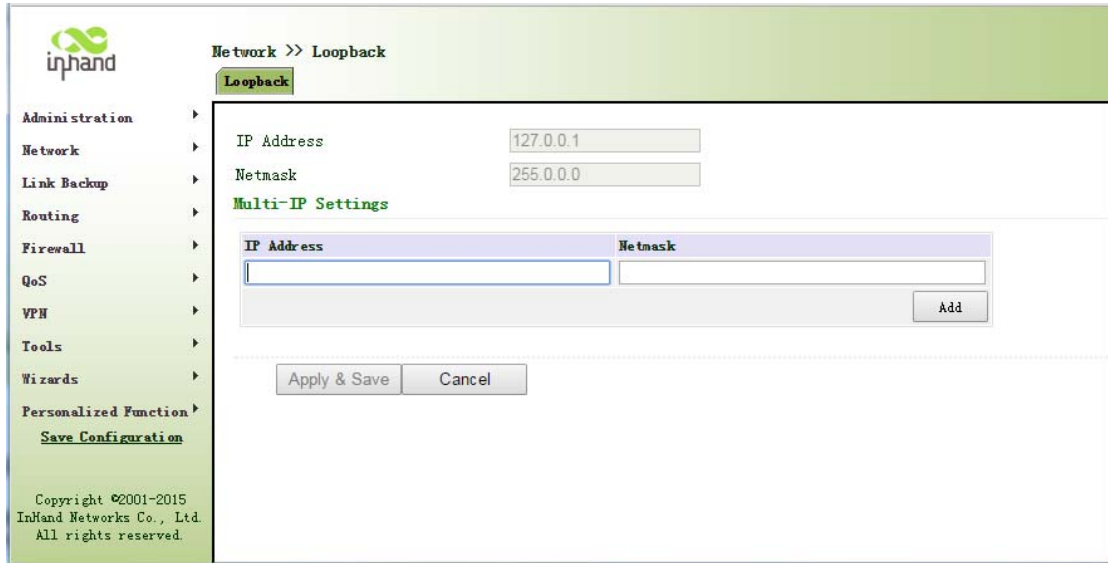 inhand
Network >> Loopback
Loopback
Administration
Network
Link Backup
Routing
Firewall
QoS
VPN
Tools
Wizards
Personalized Function
Save Configuration
Copyright ©2001-2015
InHand Networks Co., Ltd.
All rights reserved.
IP Address 127.0.0.1
Netmask 255.0.0.0
Multi-IP Settings
IP Address Netmask
Add
Apply & Save Cancel